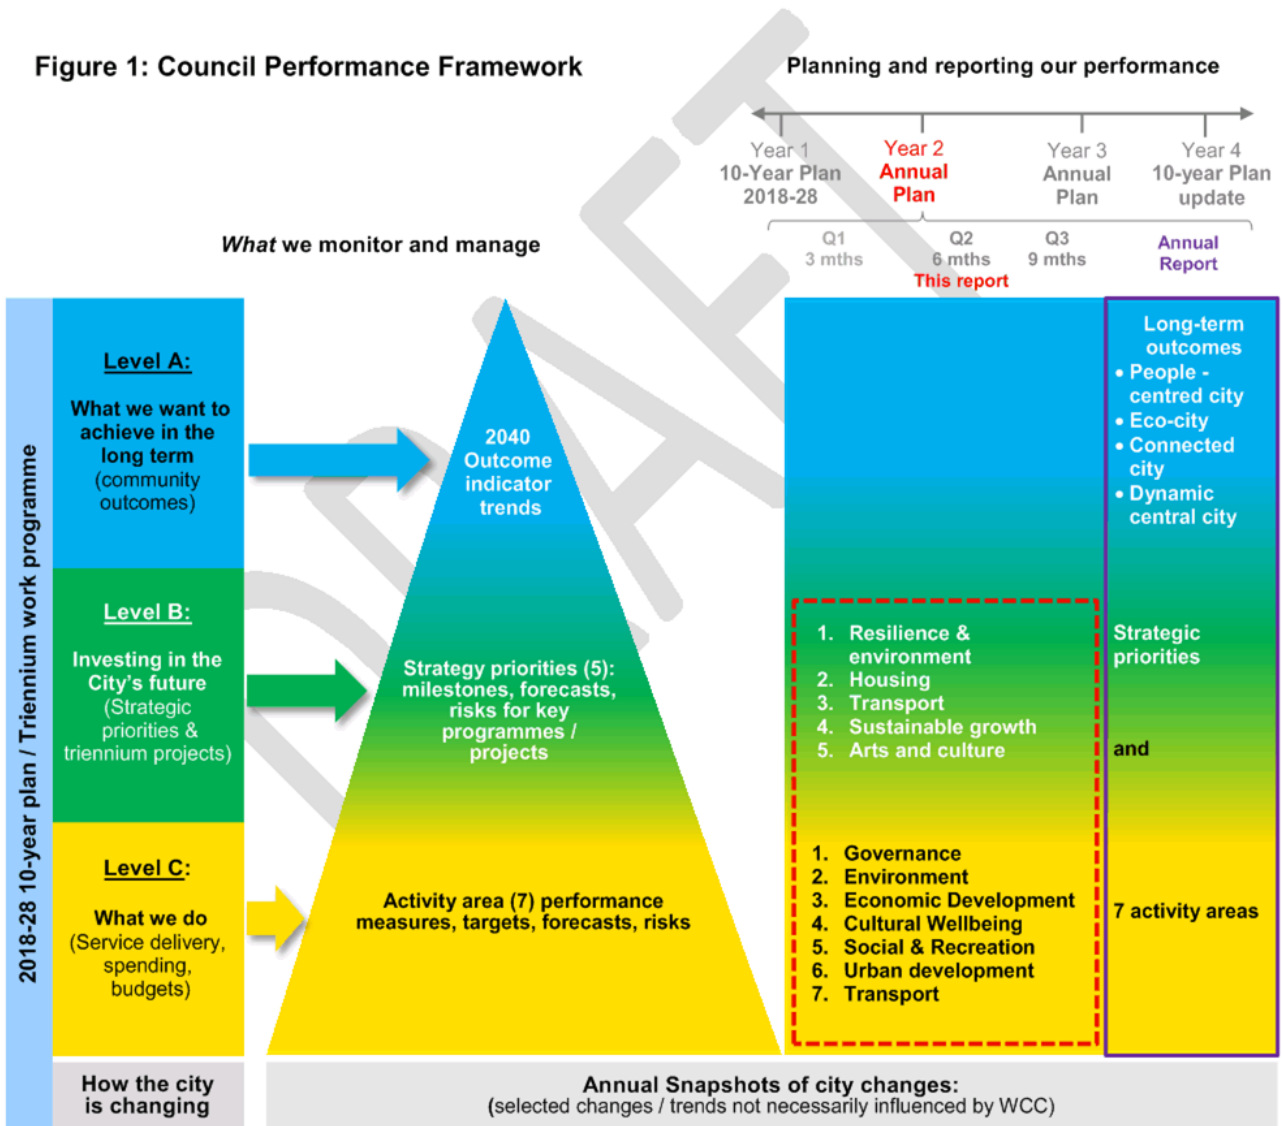 Figure 1: Council Performance Framework
Planning and reporting our performance
Year 1
10-Year Plan
2018-28
Year 2
Annual
Plan
Year 3
Annual
Plan
Year 4
10-year Plan
update
What we monitor and manage
Q1
3 mths
Q2
6 mths
This report
Q3
9 mths
Annual
Report
2018-28 10-year plan / Triennium work programme
Level A:
What we want to
achieve in the
long term
(community
outcomes)
2040
Outcome
indicator
trends
Long-term
outcomes
• People -
centred city
• Eco-city
• Connected
city
• Dynamic
central city
Level B:
Investing in the
City's future
(Strategic
priorities &
triennium projects)
Strategy priorities (5):
milestones, forecasts,
risks for key
programmes /
projects
1. Resilience &
environment
2. Housing
3. Transport
4. Sustainable growth
5. Arts and culture
Strategic
priorities
and
Level C:
What we do
(Service delivery,
spending,
budgets)
Activity area (7) performance
measures, targets, forecasts, risks
1. Governance
2. Environment
3. Economic Development
4. Cultural Wellbeing
5. Social & Recreation
6. Urban development
7. Transport
7 activity areas
How the city
is changing
Annual Snapshots of city changes:
(selected changes / trends not necessarily influenced by WCC)
DRAFT